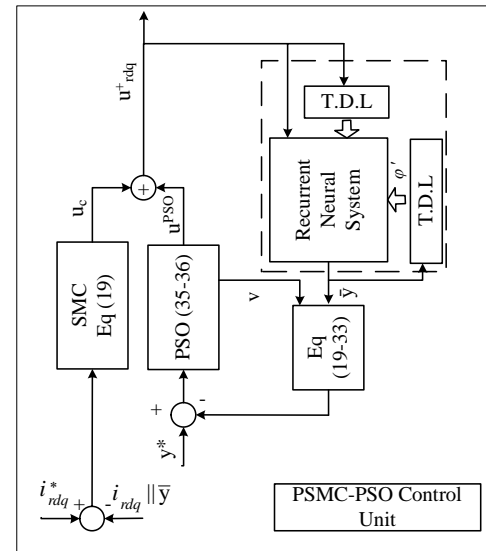 u⁺rdq
T.D.L
Recurrent
Neural
System
φ'
T.D.L
+
uc
uPSO
SMC
Eq (19)
PSO (35-36)
v
ȳ
Eq
(19-33)
+
-
y*
i*rdq
+
-
irdq || ȳ
PSMC-PSO Control
Unit